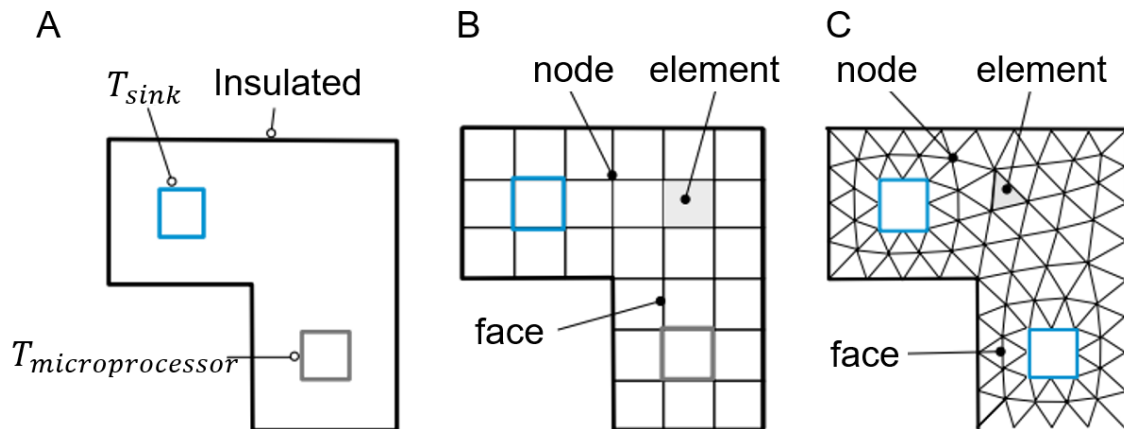 A
T_sink
Insulated
T_microprocessor
B
node
element
face
C
node
element
face